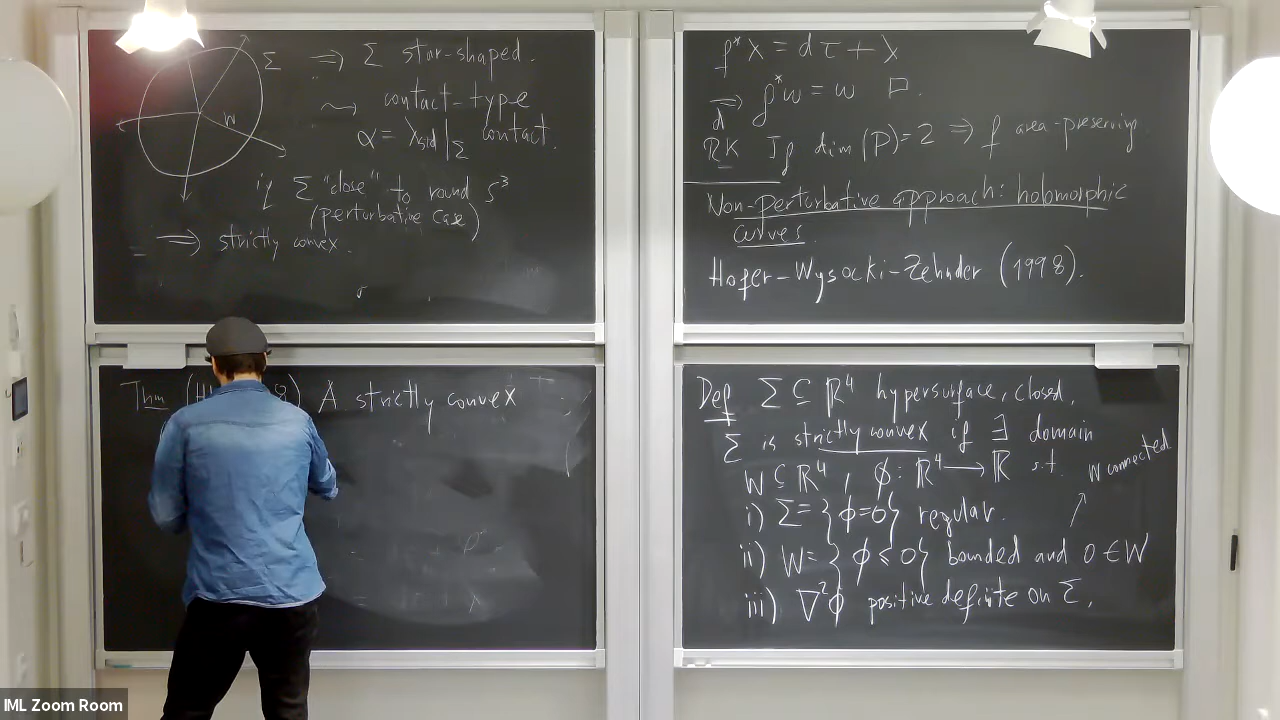 Σ ⇒ Σ star-shaped.
W
⇝ contact-type
α = λstd|Σ contact.
if Σ "close" to round S³
(perturbative case)
⇒ strictly convex.
f*λ = dτ + λ
⇒ f*ω = ω
d
RK If dim(P)=2 ⇒ f area-preserving.
Non-perturbative approach: holomorphic
curves.
Hofer-Wysocki-Zehnder (1998).
Thm A strictly convex
Def Σ ⊆ ℝ⁴ hypersurface, closed.
Σ is strictly convex if ∃ domain
W ⊆ ℝ⁴, ϕ: ℝ⁴ → ℝ s.t. W connected
i) Σ = {ϕ=0} regular.
ii) W = {ϕ ≤ 0} bounded and 0 ∈ W
iii) ∇²ϕ positive definite on Σ.
IML Zoom Room